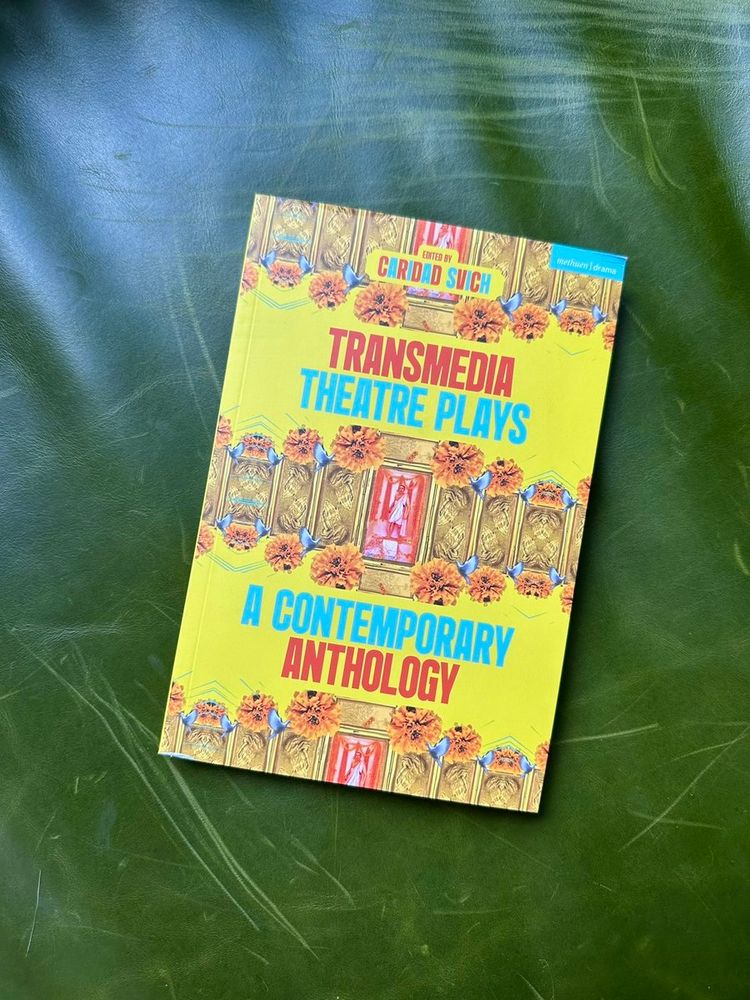 EDITED BY
CARIDAD SVICH
methuen | drama
TRANSMEDIA
THEATRE PLAYS
A CONTEMPORARY
ANTHOLOGY